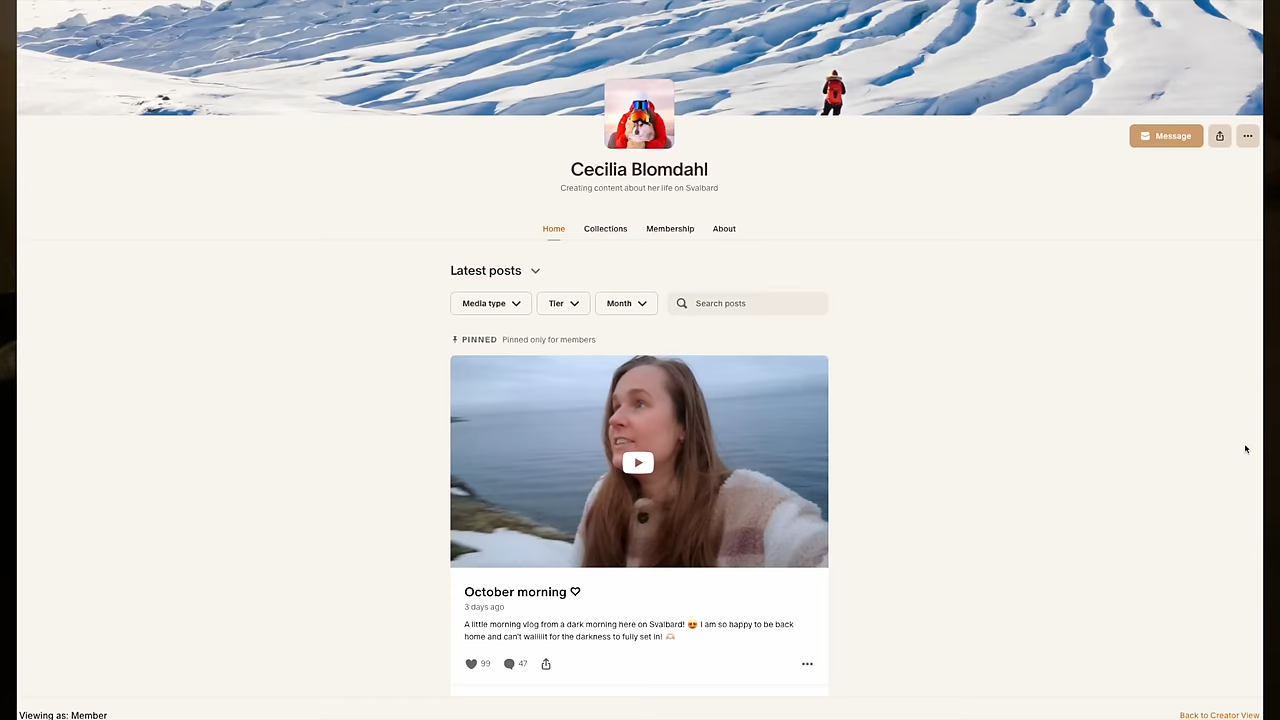 Message
Cecilia Blomdahl
Creating content about her life on Svalbard
Home Collections Membership About
Latest posts
Media type Tier Month Search posts
PINNED Pinned only for members
October morning ♡
3 days ago
A little morning vlog from a dark morning here on Svalbard! 😍 I am so happy to be back
home and can't waiiiiit for the darkness to fully set in! 🫶🏻
99 47
Viewing as: Member
Back to Creator View